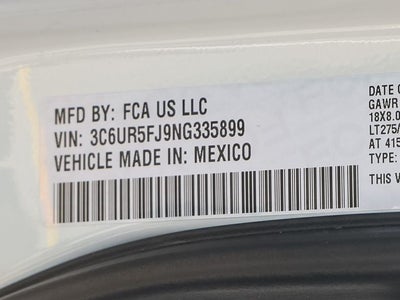 MFD BY: FCA US LLC
VIN: 3C6UR5FJ9NG335899
VEHICLE MADE IN: MEXICO
DATE O
GAWR
18X8.0
LT275/
AT 415
TYPE:
THIS V